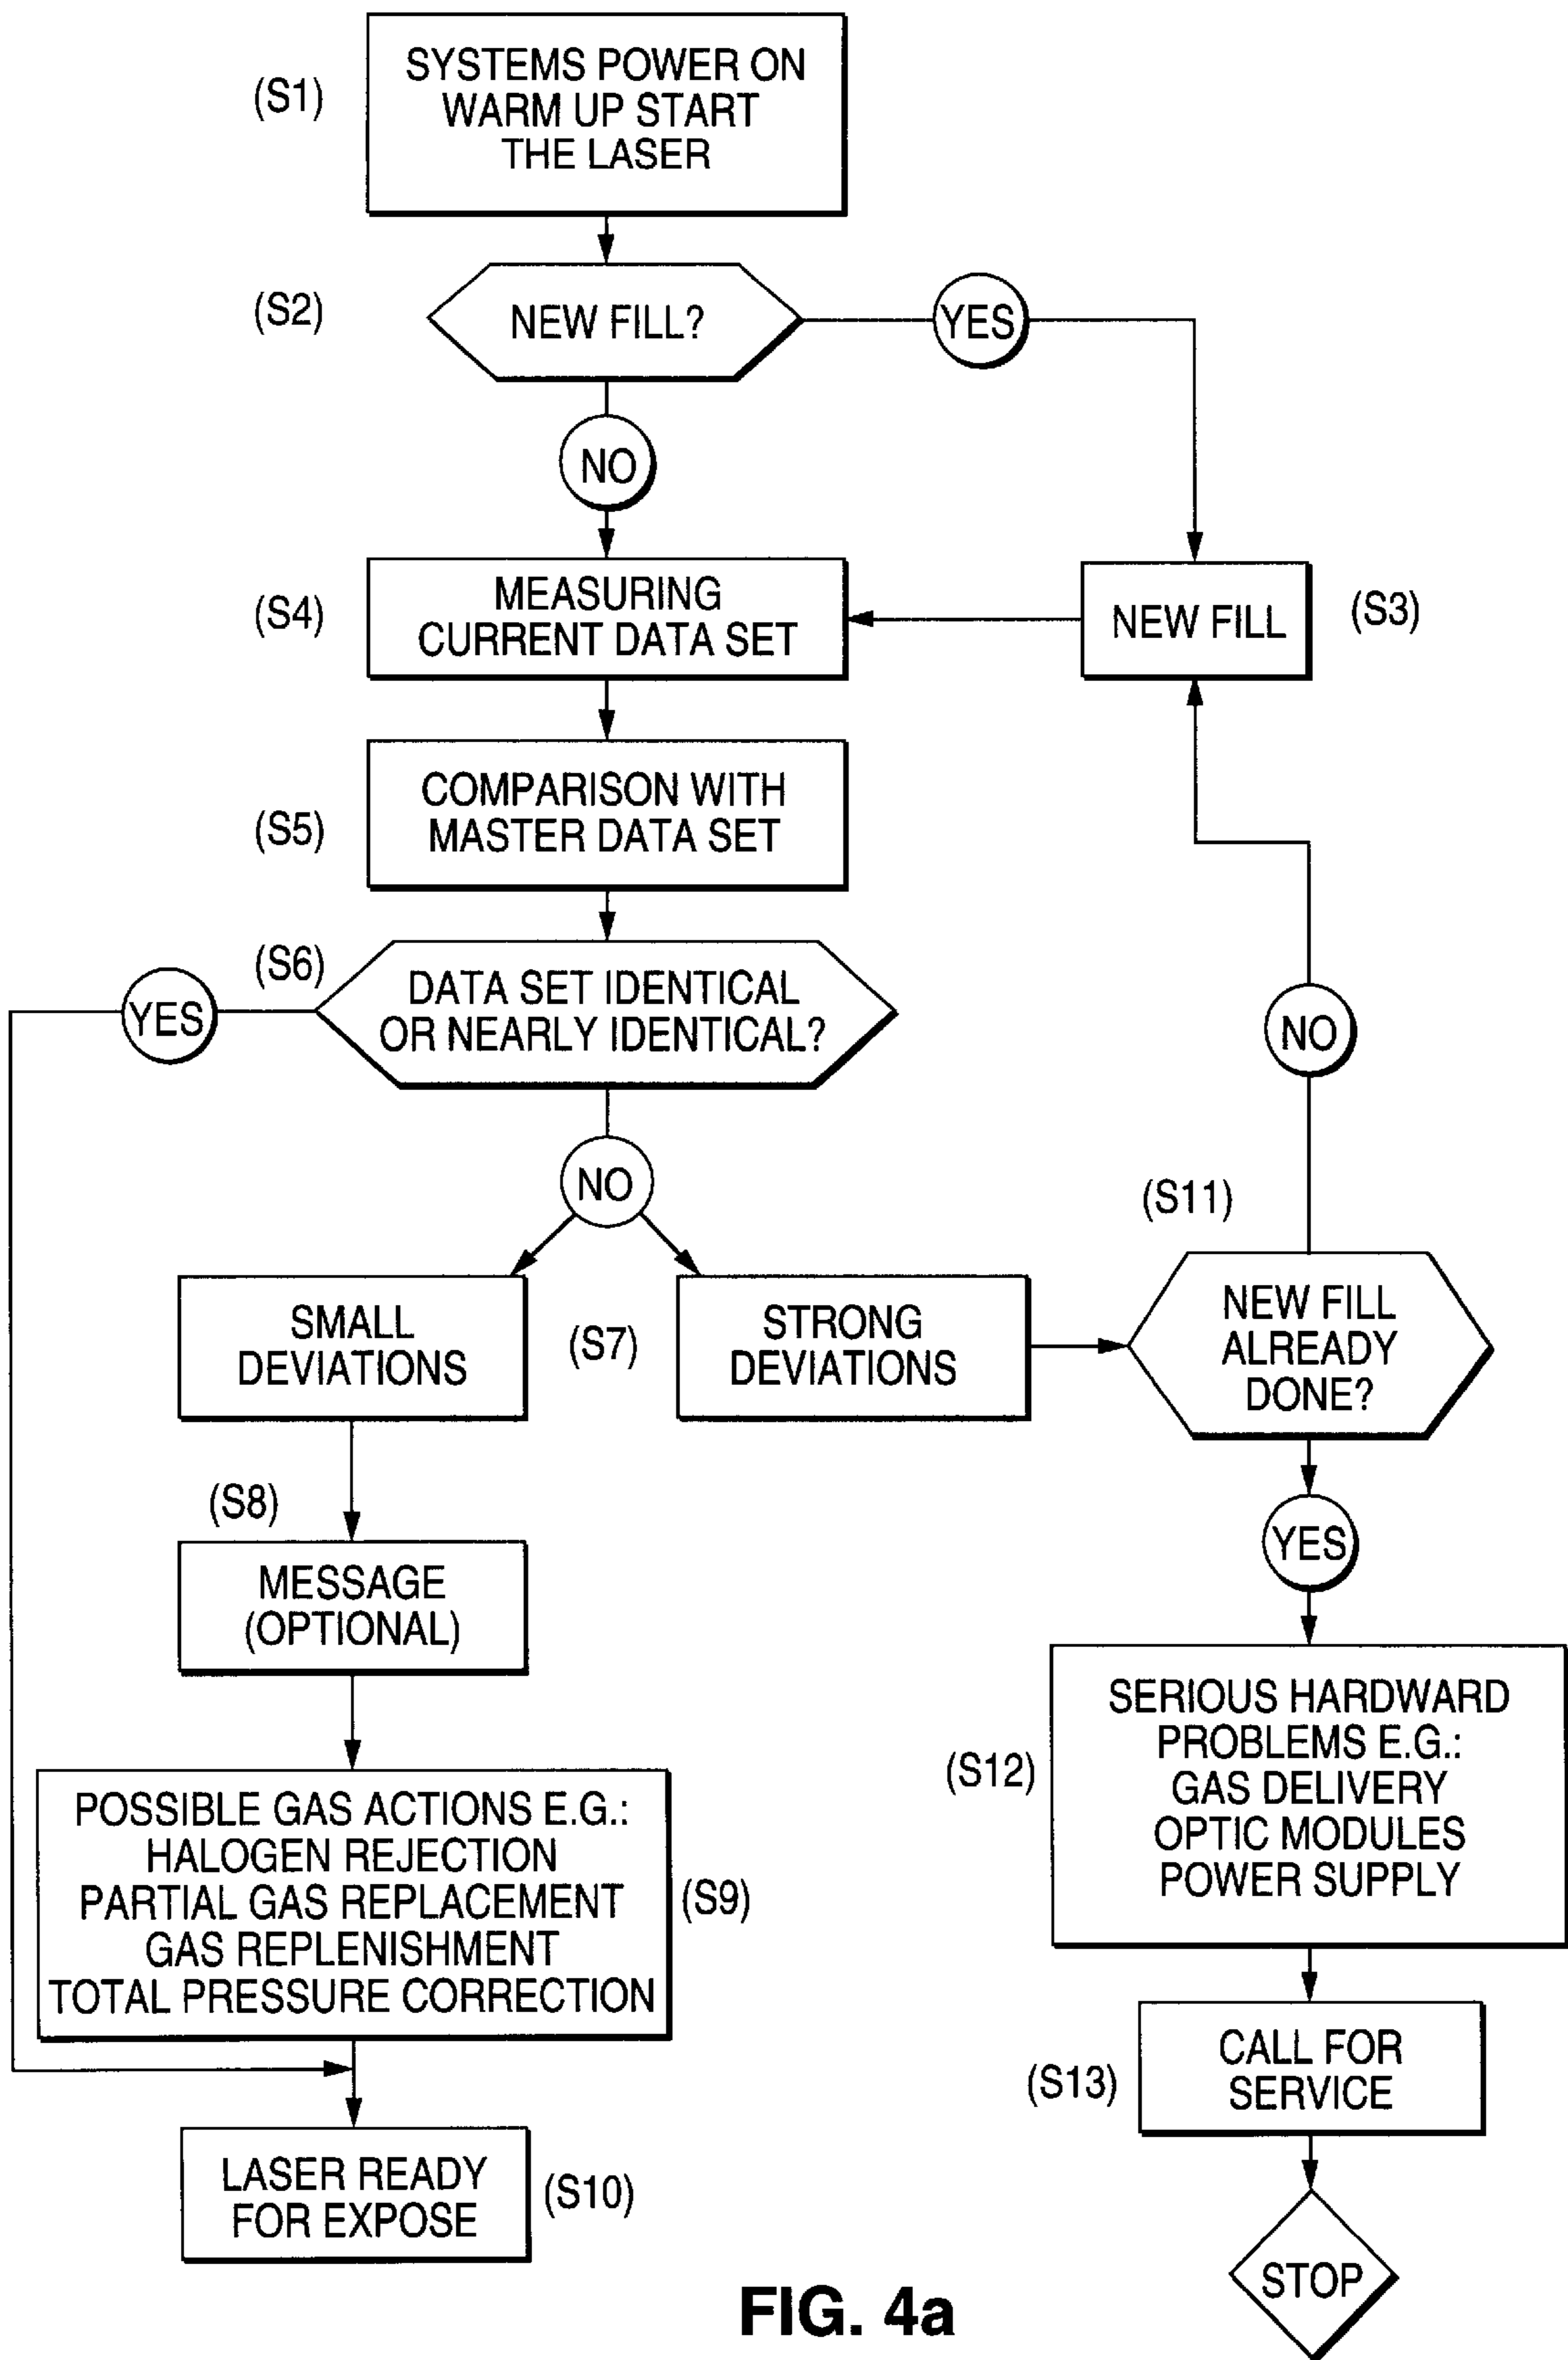 (S1)
SYSTEMS POWER ON
WARM UP START
THE LASER
(S2)
NEW FILL?
YES
NO
(S4)
MEASURING
CURRENT DATA SET
NEW FILL
(S3)
(S5)
COMPARISON WITH
MASTER DATA SET
(S6)
YES
DATA SET IDENTICAL
OR NEARLY IDENTICAL?
NO
NO
(S11)
SMALL
DEVIATIONS
(S7)
STRONG
DEVIATIONS
NEW FILL
ALREADY
DONE?
(S8)
MESSAGE
(OPTIONAL)
YES
POSSIBLE GAS ACTIONS E.G.:
HALOGEN REJECTION
PARTIAL GAS REPLACEMENT
GAS REPLENISHMENT
TOTAL PRESSURE CORRECTION
(S9)
(S12)
SERIOUS HARDWARD
PROBLEMS E.G.:
GAS DELIVERY
OPTIC MODULES
POWER SUPPLY
(S13)
CALL FOR
SERVICE
LASER READY
FOR EXPOSE
(S10)
STOP
FIG. 4a